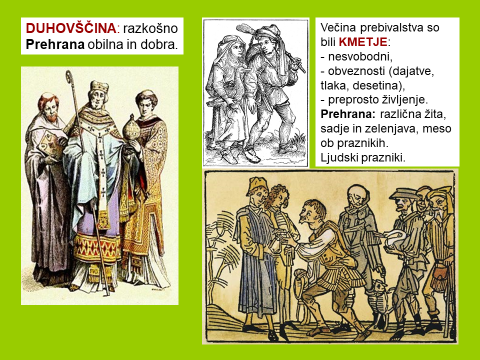 DUHOVŠČINA: razkošno
Prehrana obilna in dobra.
Večina prebivalstva so
bili KMETJE:
- nesvobodni,
- obveznosti (dajatve,
tlaka, desetina),
- preprosto življenje.
Prehrana: različna žita,
sadje in zelenjava, meso
ob praznikih.
Ljudski prazniki.